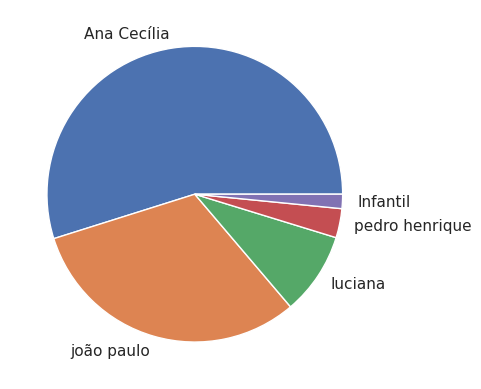 Ana Cecília
Infantil
pedro henrique
luciana
joão paulo